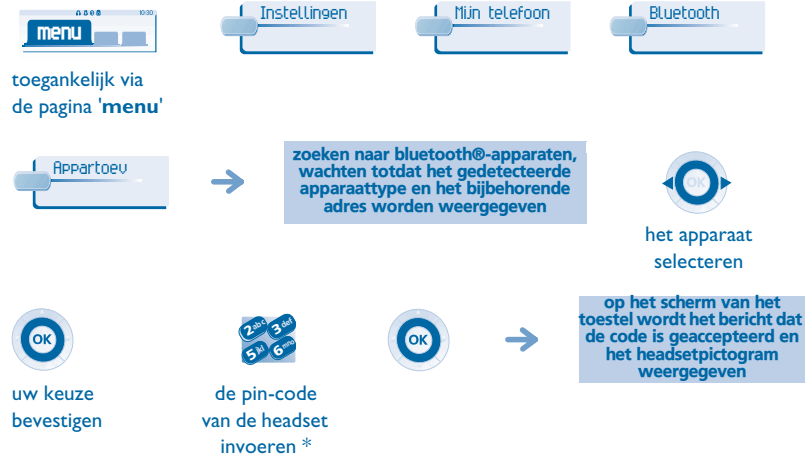 10:30
menu
Instellingen
Mijn telefoon
Bluetooth
toegankelijk via
de pagina 'menu'
Appartoev
zoeken naar bluetooth®-apparaten,
wachten totdat het gedetecteerde
apparaattype en het bijbehorende
adres worden weergegeven
OK
het apparaat
selecteren
OK
uw keuze
bevestigen
2abc 3def
5jkl 6mno
de pin-code
van de headset
invoeren *
OK
op het scherm van het
toestel wordt het bericht dat
de code is geaccepteerd en
het headsetpictogram
weergegeven